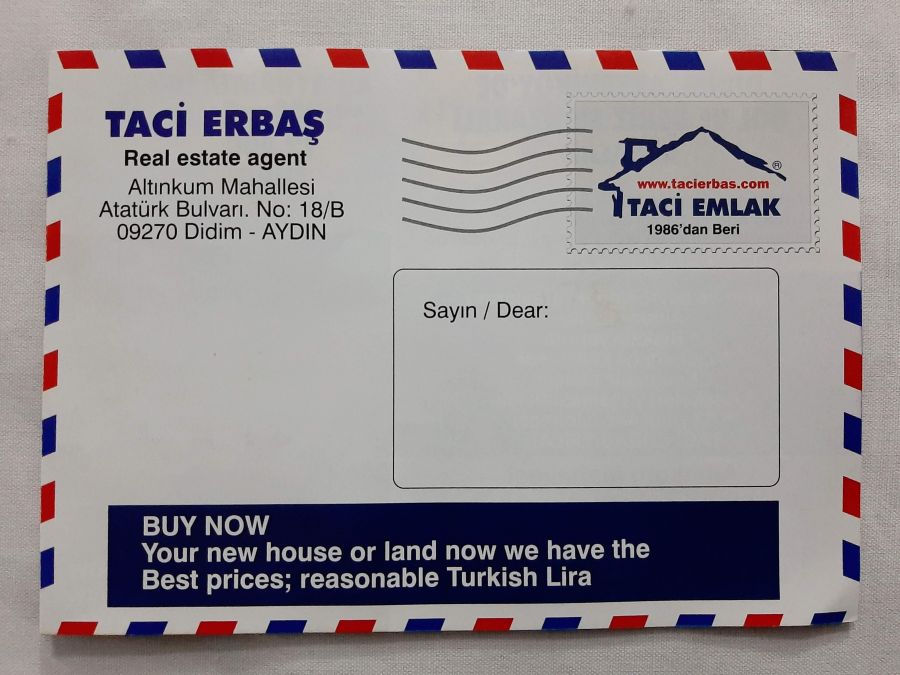 TACİ ERBAŞ
Real estate agent
Altınkum Mahallesi
Atatürk Bulvarı. No: 18/B
09270 Didim - AYDIN
®
www.tacierbas.com
TACİ EMLAK
1986'dan Beri
Sayın / Dear:
BUY NOW
Your new house or land now we have the
Best prices; reasonable Turkish Lira